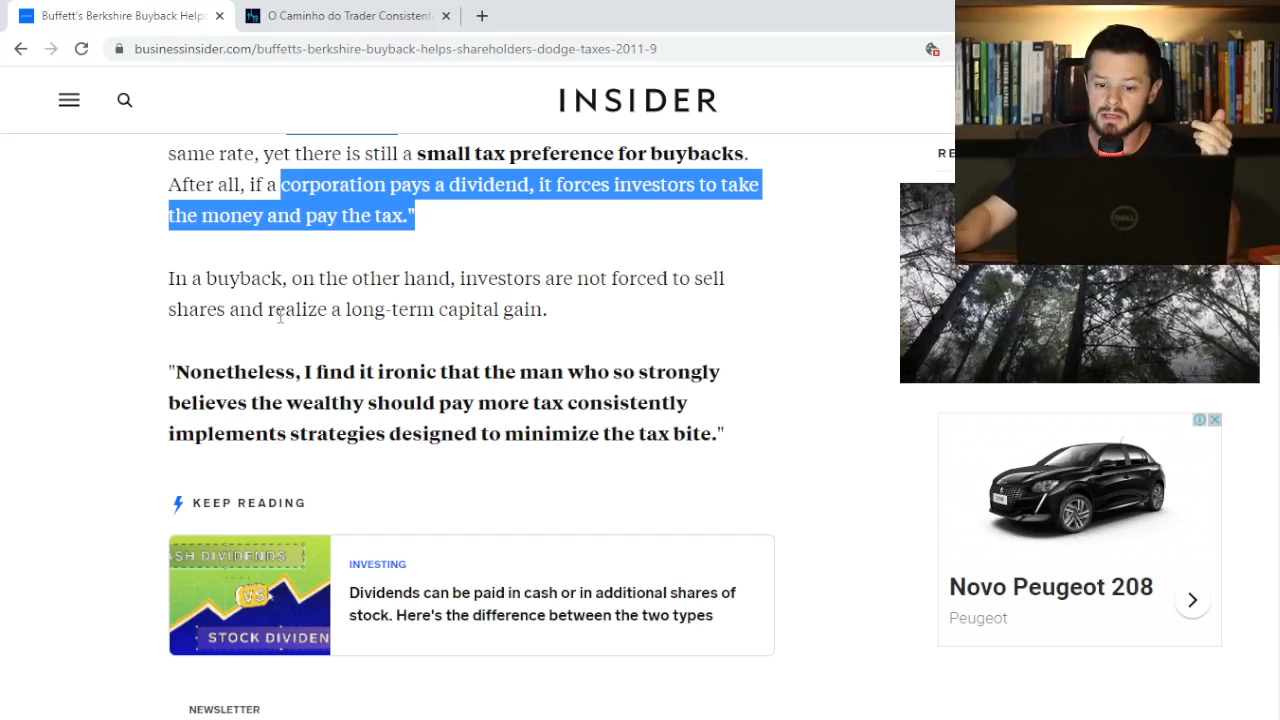 Buffett's Berkshire Buyback Helps
O Caminho do Trader Consistent
businessinsider.com/buffetts-berkshire-buyback-helps-shareholders-dodge-taxes-2011-9
INSIDER
same rate, yet there is still a small tax preference for buybacks.
After all, if a corporation pays a dividend, it forces investors to take
the money and pay the tax."
In a buyback, on the other hand, investors are not forced to sell
shares and realize a long-term capital gain.
"Nonetheless, I find it ironic that the man who so strongly
believes the wealthy should pay more tax consistently
implements strategies designed to minimize the tax bite."
KEEP READING
ASH DIVIDENDS
VS
STOCK DIVIDEN
INVESTING
Dividends can be paid in cash or in additional shares of
stock. Here's the difference between the two types
NEWSLETTER
RE
DELL
Novo Peugeot 208
Peugeot